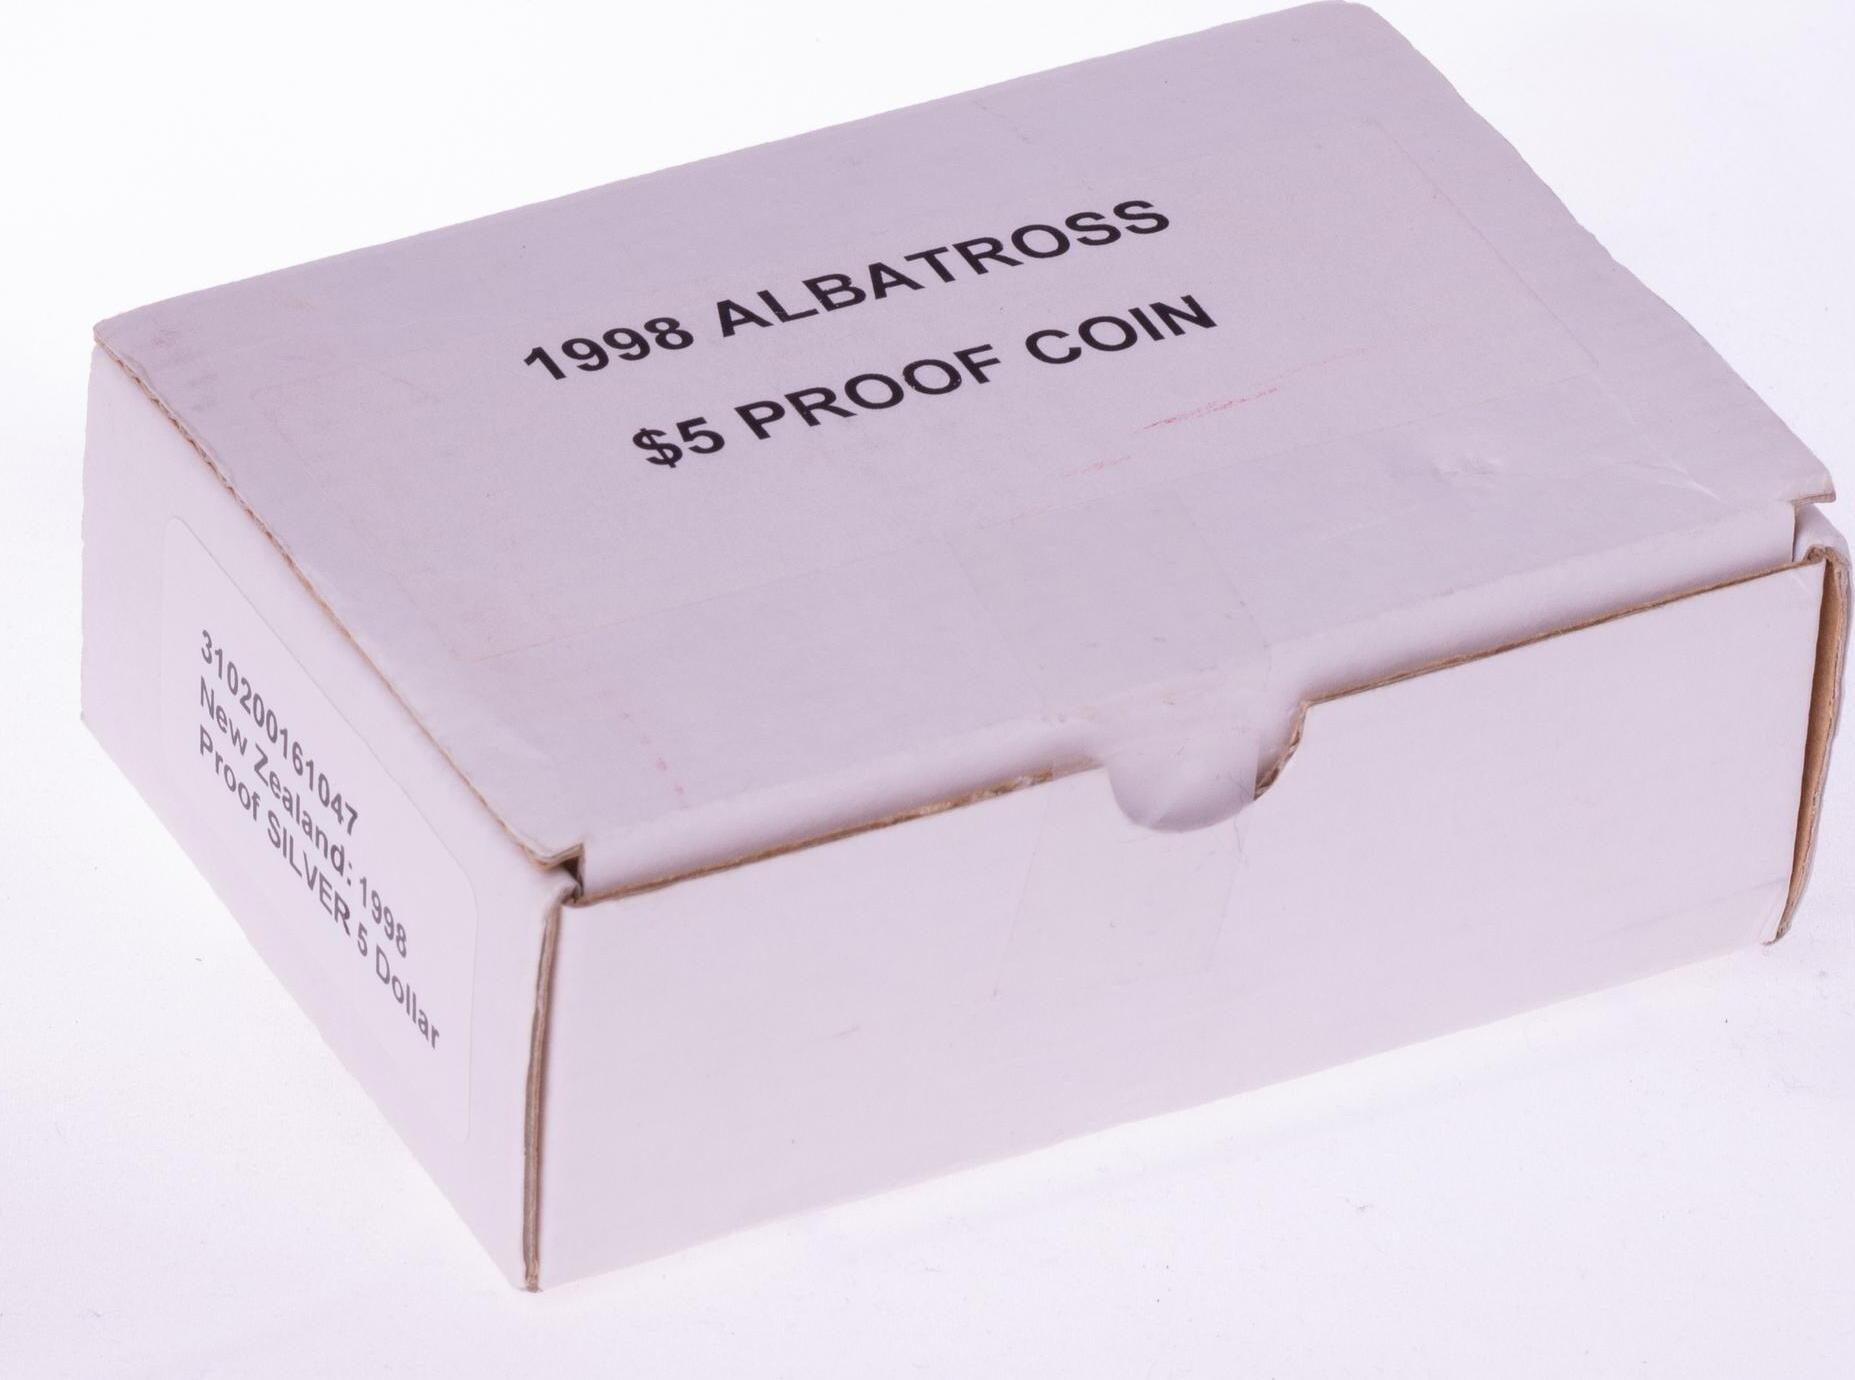 1998 ALBATROSS
$5 PROOF COIN
310200161047
New Zealand: 1998
Proof SILVER 5 Dollar